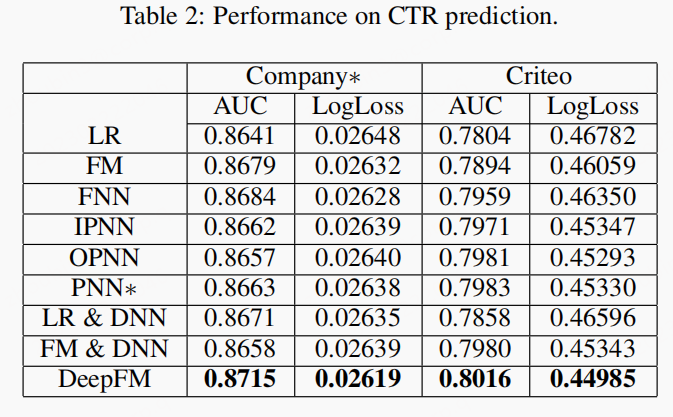 Table 2: Performance on CTR prediction.
Company∗ Criteo
AUC LogLoss AUC LogLoss
LR 0.8641 0.02648 0.7804 0.46782
FM 0.8679 0.02632 0.7894 0.46059
FNN 0.8684 0.02628 0.7959 0.46350
IPNN 0.8662 0.02639 0.7971 0.45347
OPNN 0.8657 0.02640 0.7981 0.45293
PNN∗ 0.8663 0.02638 0.7983 0.45330
LR & DNN 0.8671 0.02635 0.7858 0.46596
FM & DNN 0.8658 0.02639 0.7980 0.45343
DeepFM 0.8715 0.02619 0.8016 0.44985